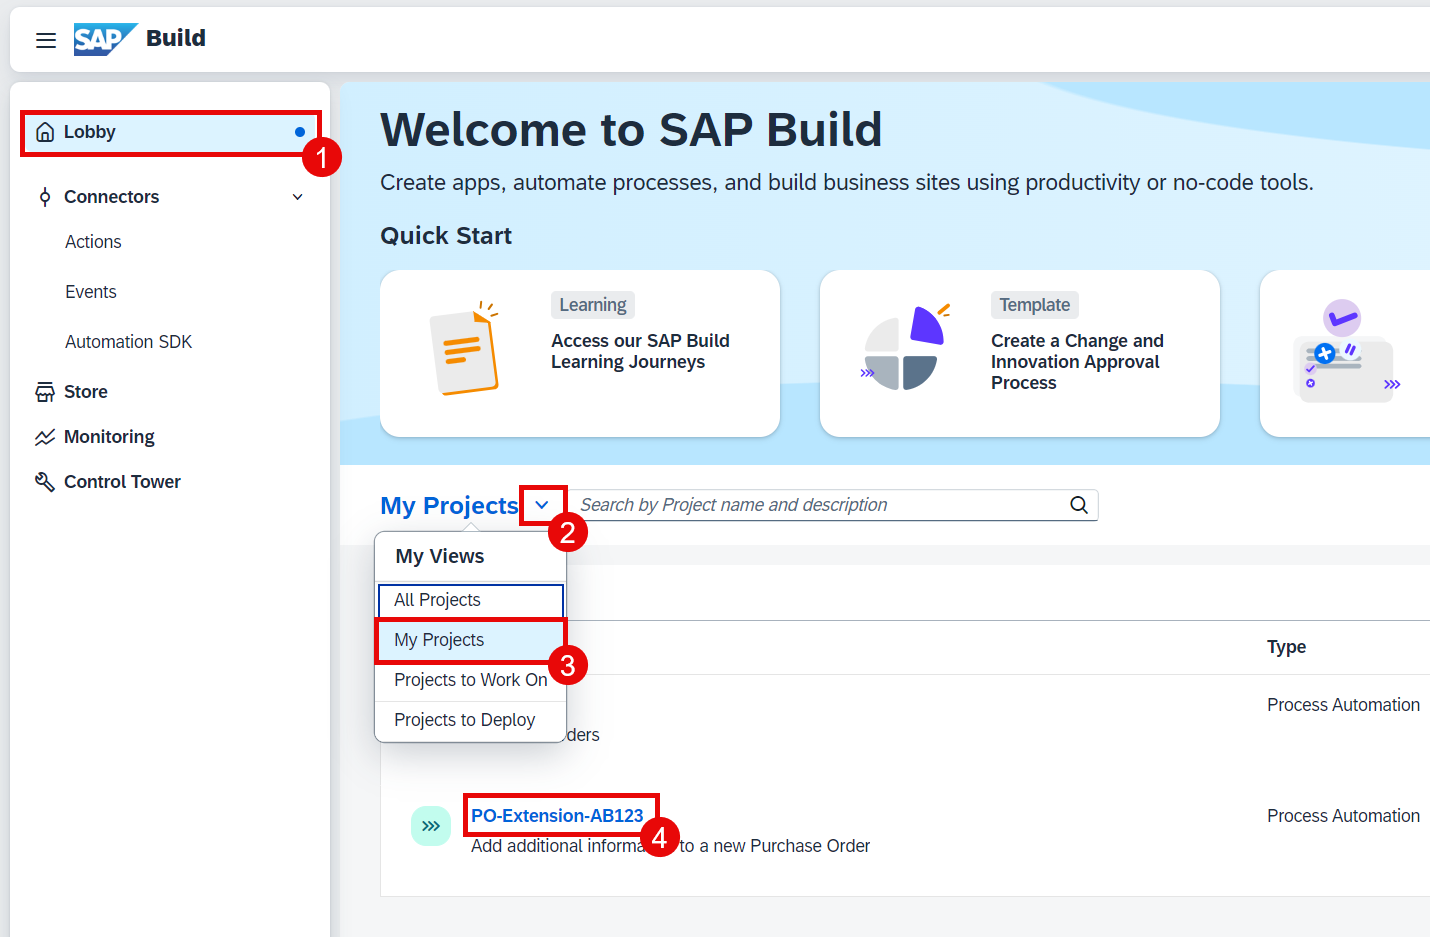 SAP Build
Lobby
1
Connectors
Actions
Events
Automation SDK
Store
Monitoring
Control Tower
Welcome to SAP Build
Create apps, automate processes, and build business sites using productivity or no-code tools.
Quick Start
Learning
Access our SAP Build
Learning Journeys
Template
Create a Change and
Innovation Approval
Process
My Projects
2
Search by Project name and description
My Views
All Projects
My Projects
3
Projects to Work On
Projects to Deploy
Type
Process Automation
PO-Extension-AB123
4
Process Automation
Add additional to a new Purchase Order